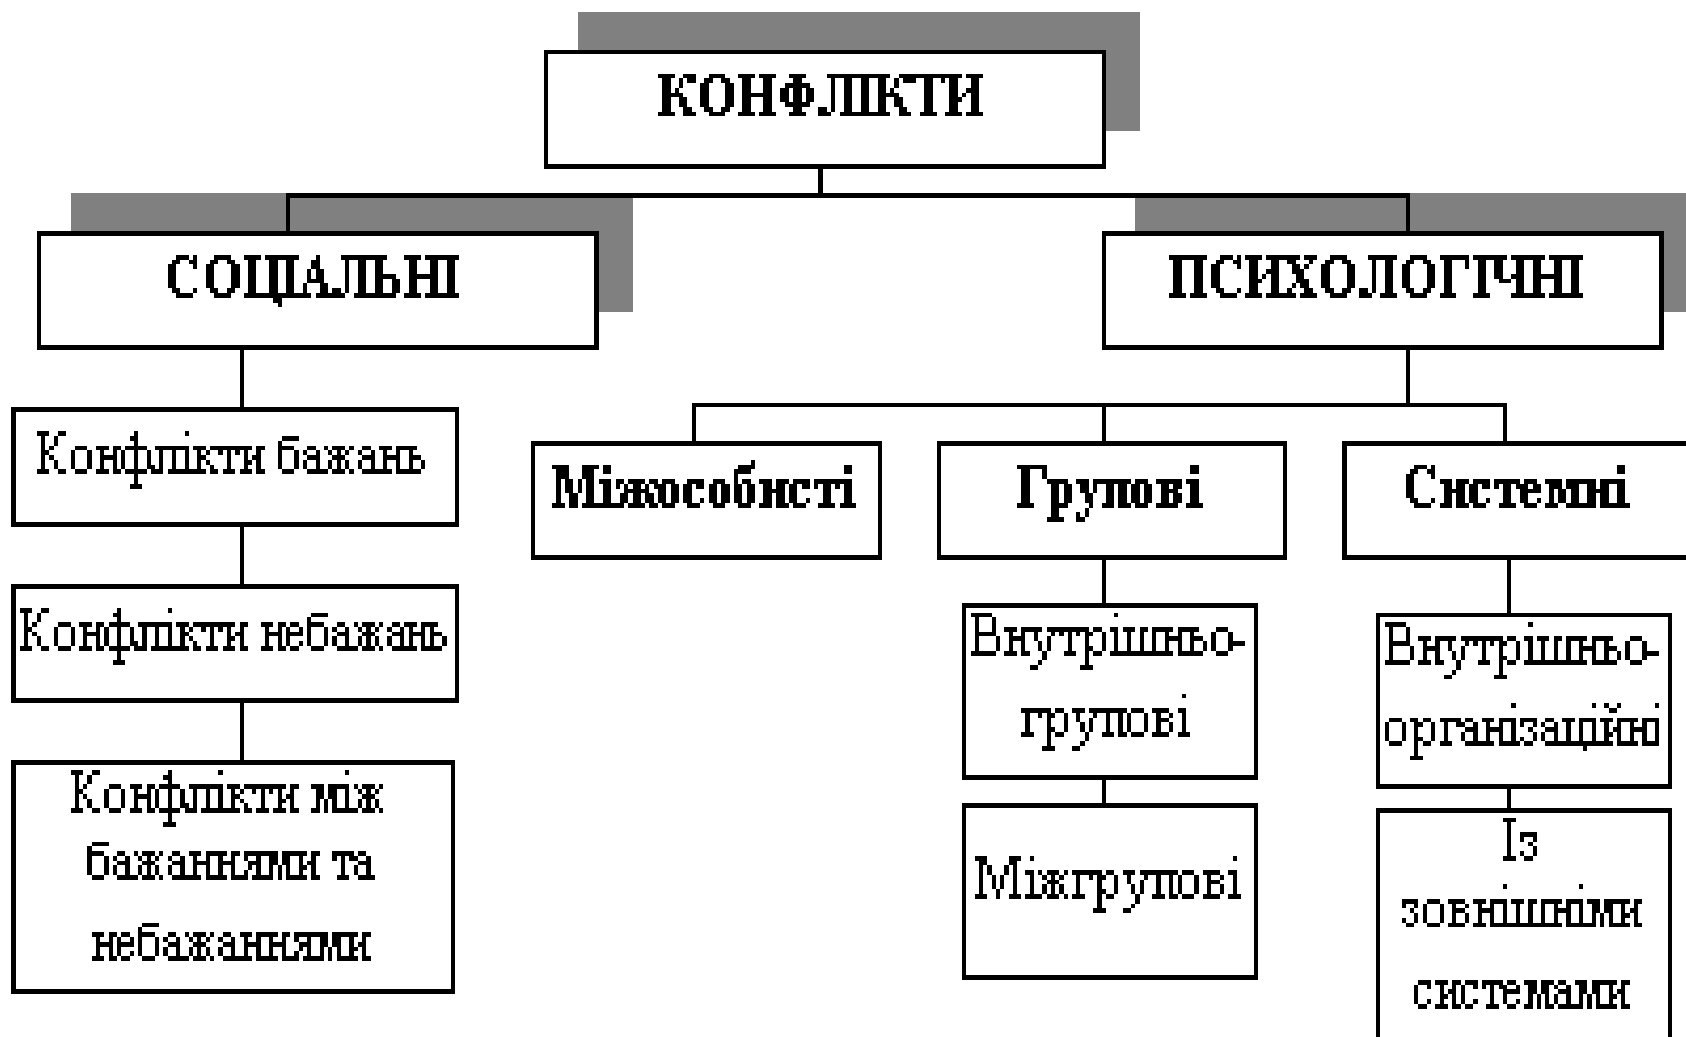 КОНФЛІКТИ
СОЦІАЛЬНІ
ПСИХОЛОГІЧНІ
Конфлікти бажань
Конфлікти небажань
Конфлікти між
бажаннями та
небажаннями
Міжособисті
Групові
Системні
Внутрішньо-
групові
Міжгрупові
Внутрішньо-
організаційні
Із
зовнішніми
системами